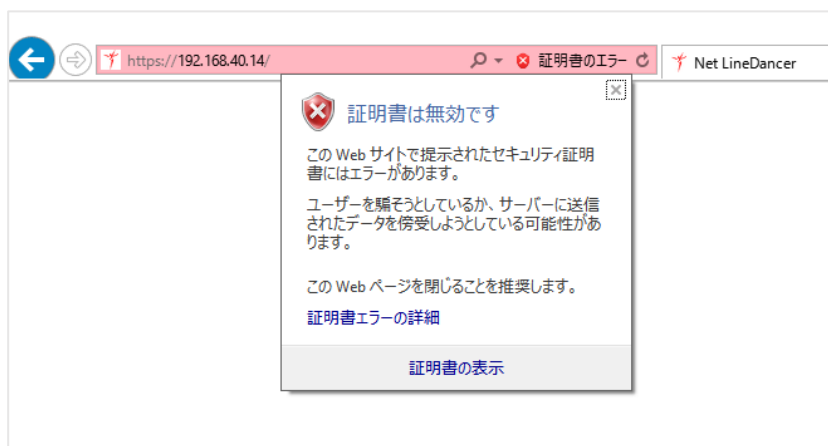 https://192.168.40.14/
証明書のエラー
Net LineDancer
証明書は無効です
この Web サイトで提示されたセキュリティ証明
書にはエラーがあります。
ユーザーを騙そうとしているか、サーバーに送信
されたデータを傍受しようとしている可能性があ
ります。
この Web ページを閉じることを推奨します。
証明書エラーの詳細
証明書の表示